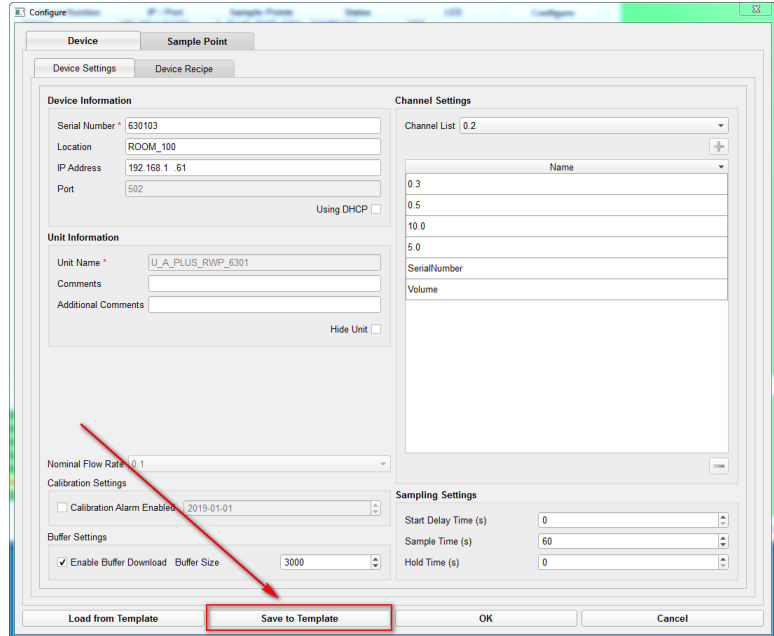 Configure
Device
Sample Point
Device Settings
Device Recipe
Device Information
Serial Number * 630103
Location ROOM_100
IP Address 192.168.1 .61
Port 502
Using DHCP
Unit Information
Unit Name * U_A_PLUS_RWP_6301
Comments
Additional Comments
Hide Unit
Nominal Flow Rate 0.1
Calibration Settings
Calibration Alarm Enabled 2019-01-01
Buffer Settings
Enable Buffer Download Buffer Size 3000
Channel Settings
Channel List 0.2
Name
0.3
0.5
10.0
5.0
SerialNumber
Volume
Sampling Settings
Start Delay Time (s) 0
Sample Time (s) 60
Hold Time (s) 0
Load from Template
Save to Template
OK
Cancel